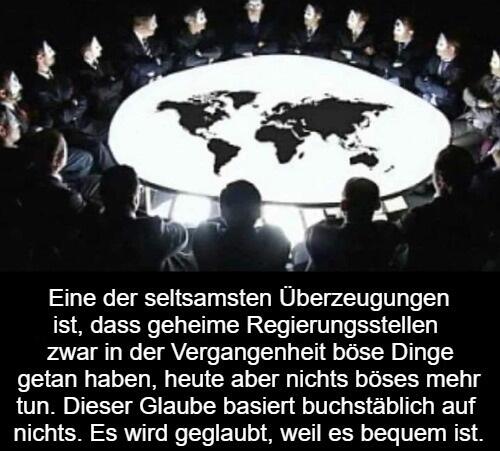 Eine der seltsamsten Überzeugungen
ist, dass geheime Regierungsstellen
zwar in der Vergangenheit böse Dinge
getan haben, heute aber nichts böses mehr
tun. Dieser Glaube basiert buchstäblich auf
nichts. Es wird geglaubt, weil es bequem ist.